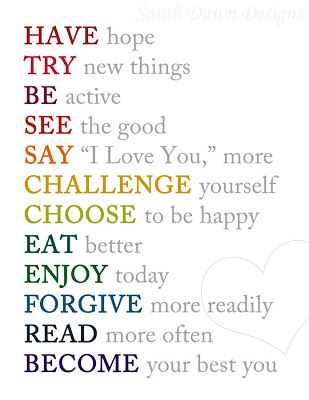 Sarah Dawn Designs
HAVE hope
TRY new things
BE active
SEE the good
SAY “I Love You,” more
CHALLENGE yourself
CHOOSE to be happy
EAT better
ENJOY today
FORGIVE more readily
READ more often
BECOME your best you